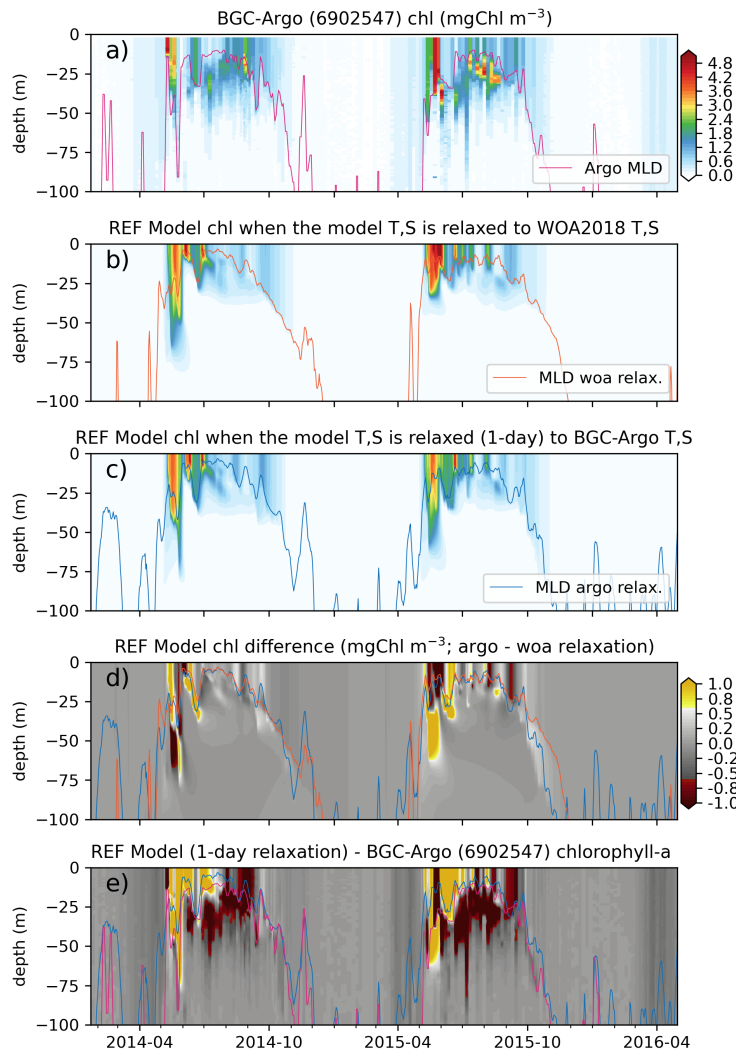 BGC-Argo (6902547) chl (mgChl m⁻³)
a)
0
−25
−50
−75
−100
depth (m)
Argo MLD
4.8
4.2
3.6
3.0
2.4
1.8
1.2
0.6
0.0
REF Model chl when the model T,S is relaxed to WOA2018 T,S
b)
0
−25
−50
−75
−100
depth (m)
MLD woa relax.
REF Model chl when the model T,S is relaxed (1-day) to BGC-Argo T,S
c)
0
−25
−50
−75
−100
depth (m)
MLD argo relax.
REF Model chl difference (mgChl m⁻³; argo - woa relaxation)
d)
0
−25
−50
−75
−100
depth (m)
1.0
0.8
0.5
0.2
0.0
-0.2
-0.5
-0.8
-1.0
REF Model (1-day relaxation) - BGC-Argo (6902547) chlorophyll-a
e)
0
−25
−50
−75
−100
depth (m)
2014-04 2014-10 2015-04 2015-10 2016-04